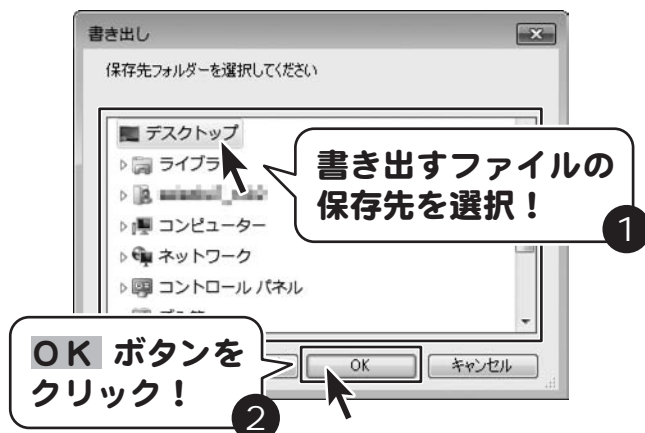 書き出し
保存先フォルダーを選択してください
デスクトップ
ライブラ
コンピューター
ネットワーク
コントロール パネル
書き出すファイルの
保存先を選択！
1
OK ボタンを
クリック！
2
OK
キャンセル